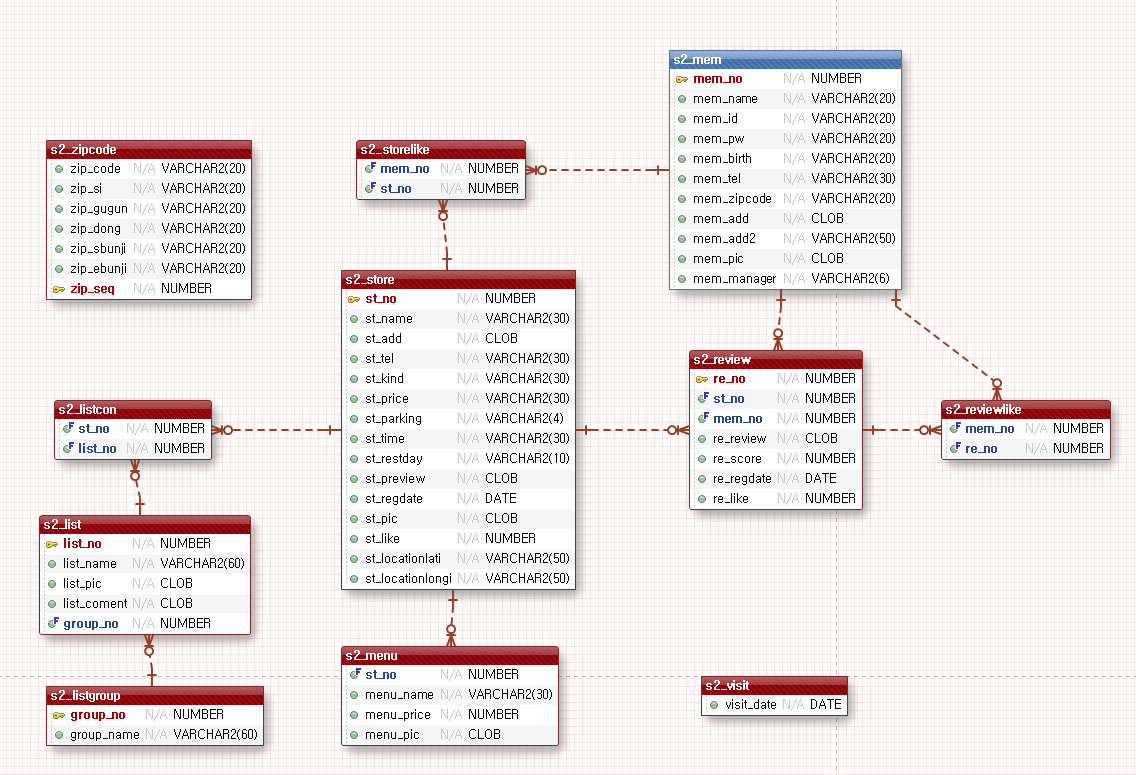 s2_mem
mem_no N/A NUMBER
mem_name N/A VARCHAR2(20)
mem_id N/A VARCHAR2(20)
mem_pw N/A VARCHAR2(20)
mem_birth N/A VARCHAR2(20)
mem_tel N/A VARCHAR2(30)
mem_zipcode N/A VARCHAR2(20)
mem_add N/A CLOB
mem_add2 N/A VARCHAR2(50)
mem_pic N/A CLOB
mem_manager N/A VARCHAR2(6)
s2_zipcode
zip_code N/A VARCHAR2(20)
zip_si N/A VARCHAR2(20)
zip_gugun N/A VARCHAR2(20)
zip_dong N/A VARCHAR2(20)
zip_sbunji N/A VARCHAR2(20)
zip_ebunji N/A VARCHAR2(20)
zip_seq N/A NUMBER
s2_storelike
mem_no N/A NUMBER
st_no N/A NUMBER
s2_store
st_no N/A NUMBER
st_name N/A VARCHAR2(30)
st_add N/A CLOB
st_tel N/A VARCHAR2(30)
st_kind N/A VARCHAR2(30)
st_price N/A VARCHAR2(30)
st_parking N/A VARCHAR2(4)
st_time N/A VARCHAR2(30)
st_restday N/A VARCHAR2(10)
st_preview N/A CLOB
st_regdate N/A DATE
st_pic N/A CLOB
st_like N/A NUMBER
st_locationlati N/A VARCHAR2(50)
st_locationlongi N/A VARCHAR2(50)
s2_review
re_no N/A NUMBER
st_no N/A NUMBER
mem_no N/A NUMBER
re_review N/A CLOB
re_score N/A NUMBER
re_regdate N/A DATE
re_like N/A NUMBER
s2_reviewlike
mem_no N/A NUMBER
re_no N/A NUMBER
s2_listcon
st_no N/A NUMBER
list_no N/A NUMBER
s2_list
list_no N/A NUMBER
list_name N/A VARCHAR2(60)
list_pic N/A CLOB
list_coment N/A CLOB
group_no N/A NUMBER
s2_listgroup
group_no N/A NUMBER
group_name N/A VARCHAR2(60)
s2_menu
st_no N/A NUMBER
menu_name N/A VARCHAR2(30)
menu_price N/A NUMBER
menu_pic N/A CLOB
s2_visit
visit_date N/A DATE